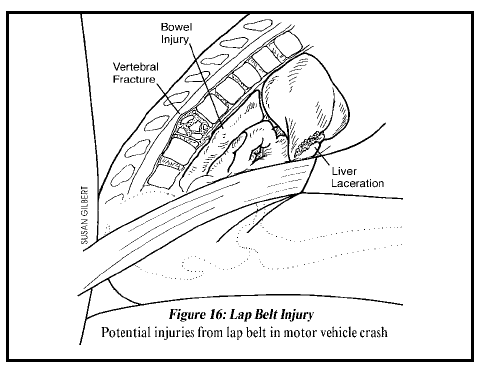 Bowel
Injury
Vertebral
Fracture
Liver
Laceration
SUSAN GILBERT
Figure 16: Lap Belt Injury
Potential injuries from lap belt in motor vehicle crash